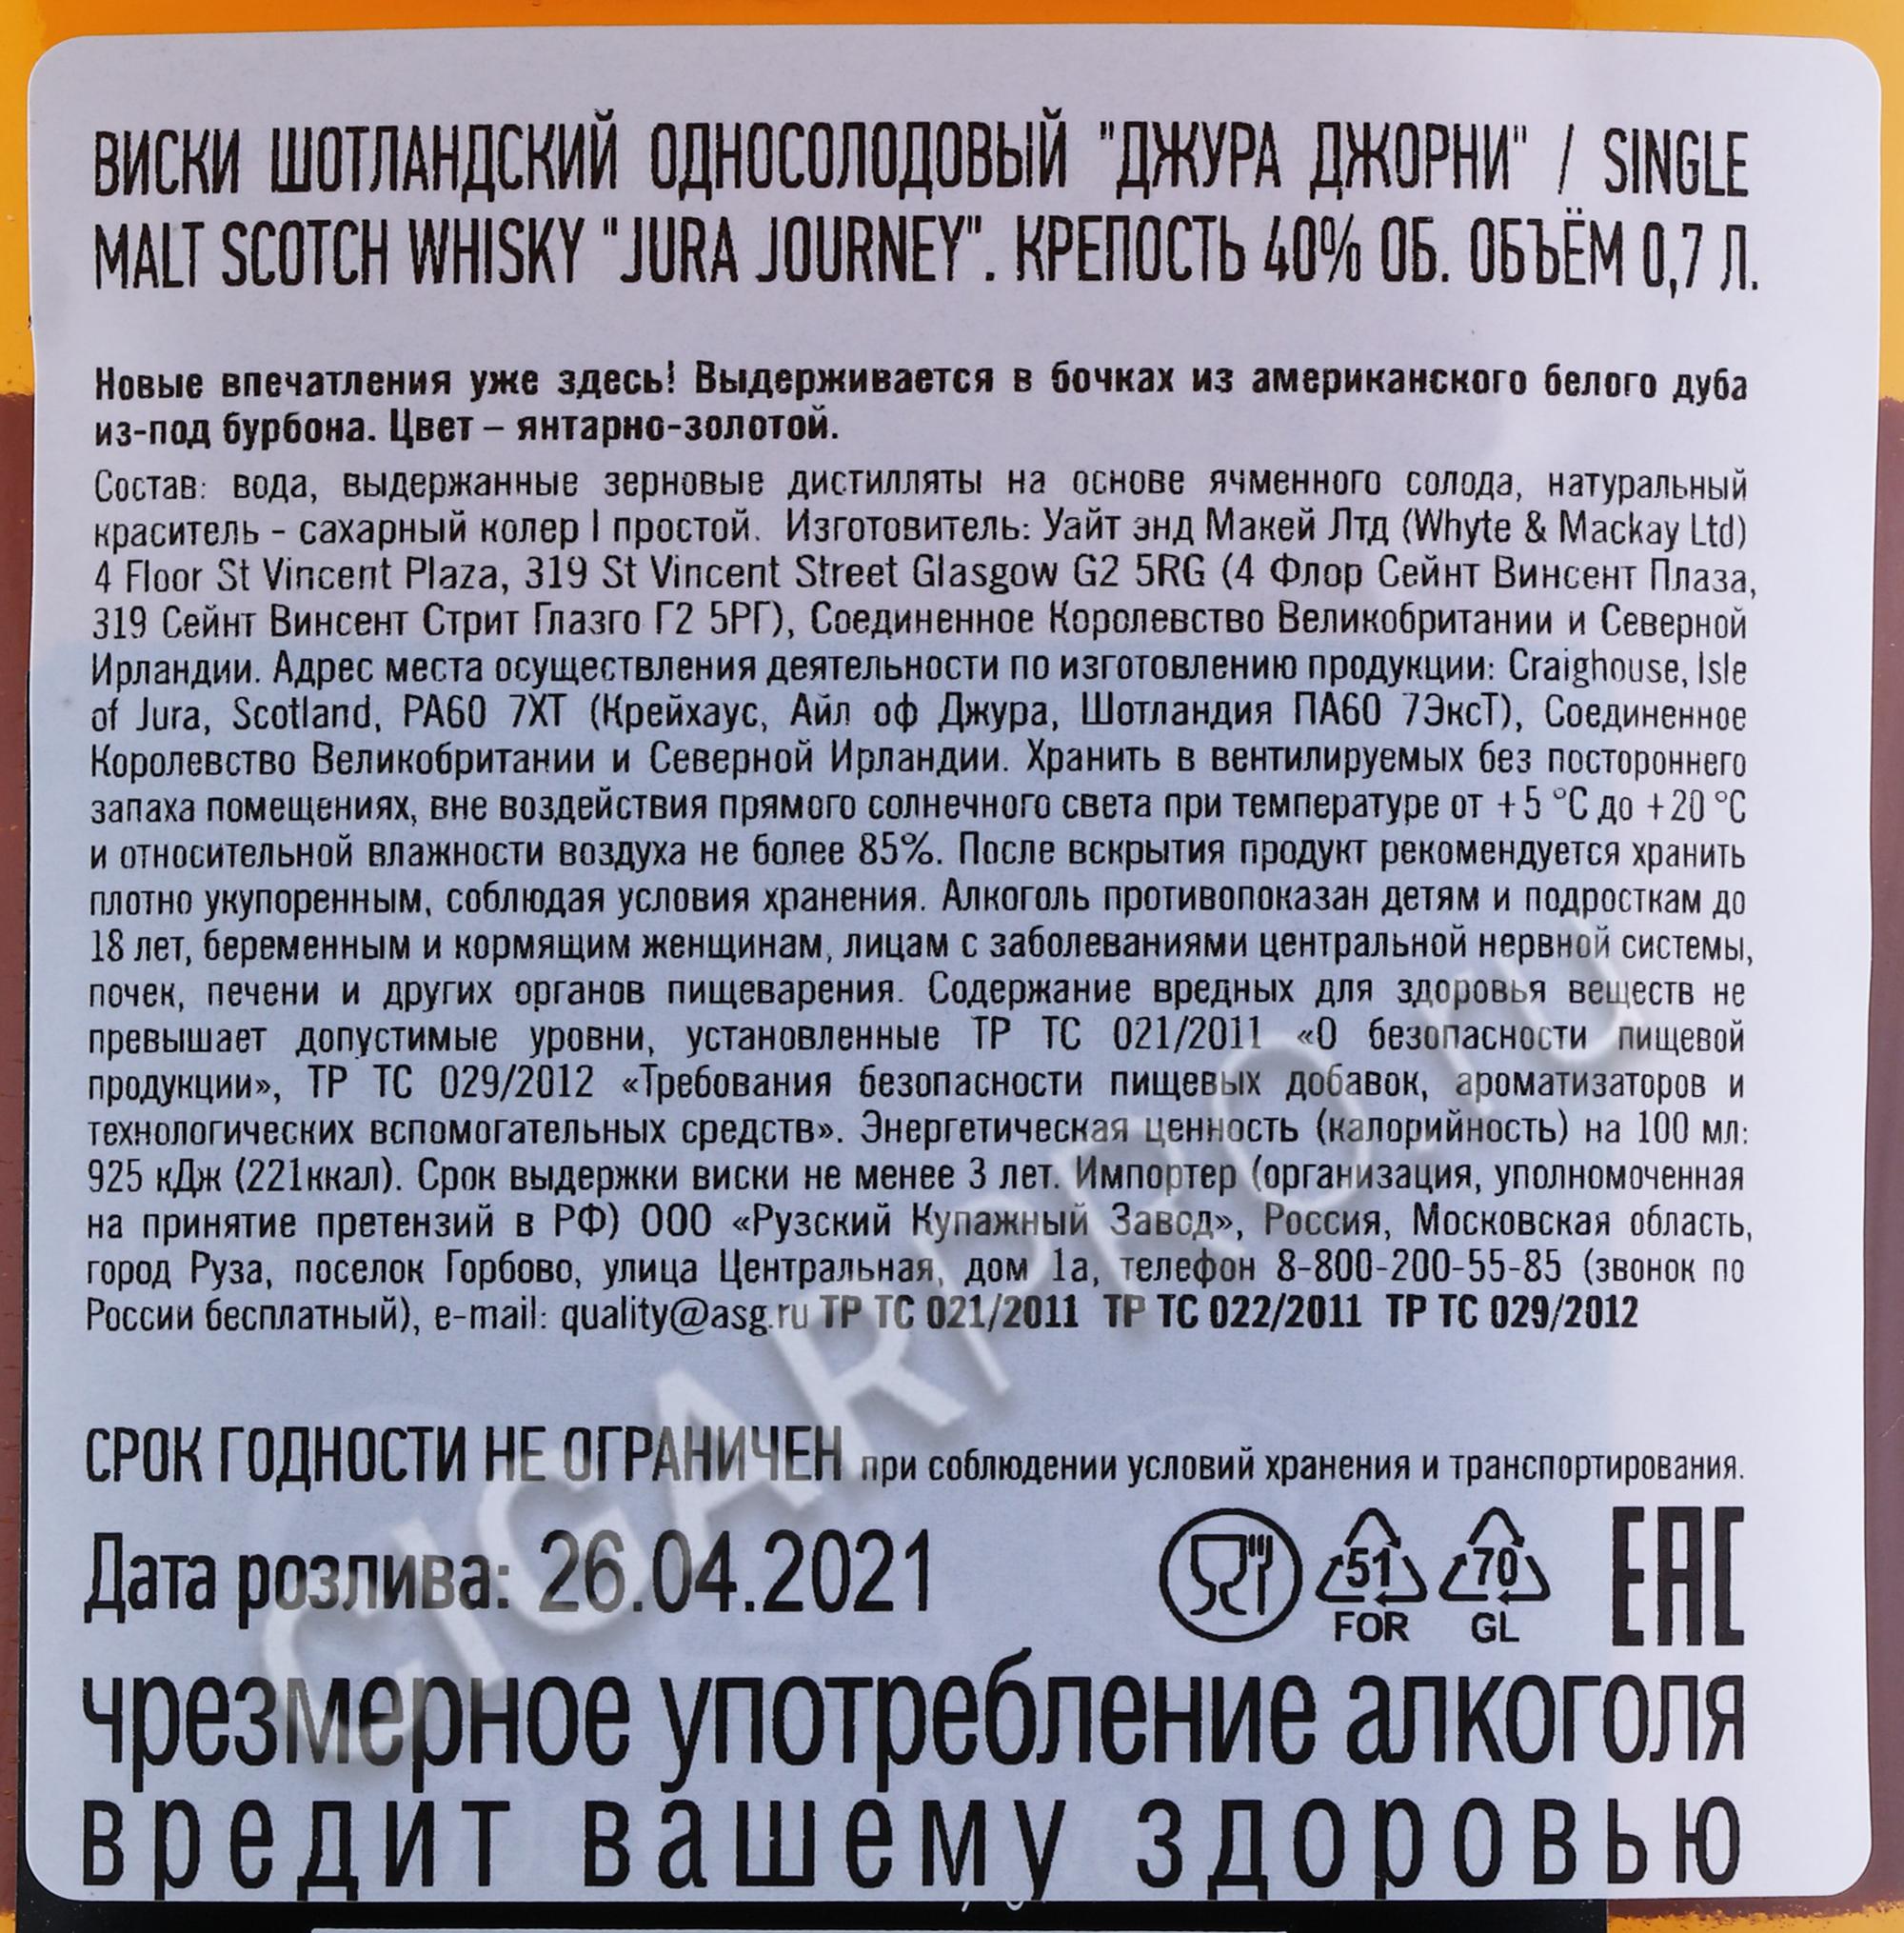 ВИСКИ ШОТЛАНДСКИЙ ОДНОСОЛОДОВЫЙ "ДЖУРА ДЖОРНИ" / SINGLE
MALT SCOTCH WHISKY "JURA JOURNEY". КРЕПОСТЬ 40% ОБ. ОБЪЁМ 0,7 Л.
Новые впечатления уже здесь! Выдерживается в бочках из американского белого дуба
из-под бурбона. Цвет – янтарно-золотой.
Состав: вода, выдержанные зерновые дистилляты на основе ячменного солода, натуральный
краситель - сахарный колер I простой. Изготовитель: Уайт энд Макей Лтд (Whyte & Mackay Ltd)
4 Floor St Vincent Plaza, 319 St Vincent Street Glasgow G2 5RG (4 Флор Сейнт Винсент Плаза,
319 Сейнт Винсент Стрит Глазго Г2 5РГ), Соединенное Королевство Великобритании и Северной
Ирландии. Адрес места осуществления деятельности по изготовлению продукции: Craighouse, Isle
of Jura, Scotland, PA60 7XT (Крейхаус, Айл оф Джура, Шотландия ПА60 7ЭксТ), Соединенное
Королевство Великобритании и Северной Ирландии. Хранить в вентилируемых без постороннего
запаха помещениях, вне воздействия прямого солнечного света при температуре от +5 °C до +20 °C
и относительной влажности воздуха не более 85%. После вскрытия продукт рекомендуется хранить
плотно укупоренным, соблюдая условия хранения. Алкоголь противопоказан детям и подросткам до
18 лет, беременным и кормящим женщинам, лицам с заболеваниями центральной нервной системы,
почек, печени и других органов пищеварения. Содержание вредных для здоровья веществ не
превышает допустимые уровни, установленные ТР ТС 021/2011 «О безопасности пищевой
продукции», ТР ТС 029/2012 «Требования безопасности пищевых добавок, ароматизаторов и
технологических вспомогательных средств». Энергетическая ценность (калорийность) на 100 мл:
925 кДж (221ккал). Срок выдержки виски не менее 3 лет. Импортер (организация, уполномоченная
на принятие претензий в РФ) ООО «Рузский Купажный Завод», Россия, Московская область,
город Руза, поселок Горбово, улица Центральная, дом 1а, телефон 8-800-200-55-85 (звонок по
России бесплатный), e-mail: quality@asg.ru ТР ТС 021/2011 ТР ТС 022/2011 ТР ТС 029/2012
СРОК ГОДНОСТИ НЕ ОГРАНИЧЕН при соблюдении условий хранения и транспортирования.
Дата розлива: 26.04.2021
51 70 EAC
FOR GL
чрезмерное употребление алкоголя
вредит вашему здоровью
CIGARPRO.ru